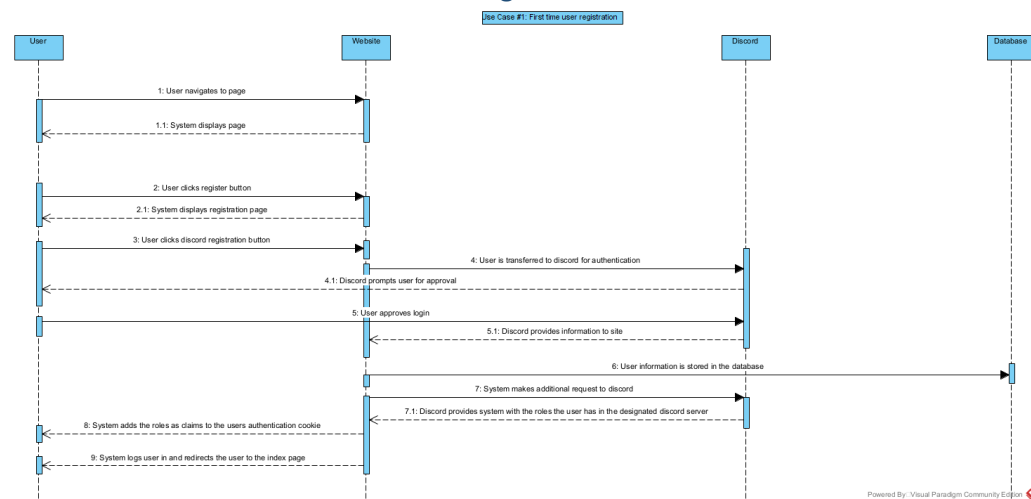 Use Case #1: First time user registration
User
Website
Discord
Database
1: User navigates to page
1.1: System displays page
2: User clicks register button
2.1: System displays registration page
3: User clicks discord registration button
4: User is transferred to discord for authentication
4.1: Discord prompts user for approval
5: User approves login
5.1: Discord provides information to site
6: User information is stored in the database
7: System makes additional request to discord
7.1: Discord provides system with the roles the user has in the designated discord server
8: System adds the roles as claims to the users authentication cookie
9: System logs user in and redirects the user to the index page
Powered By: Visual Paradigm Community Edition